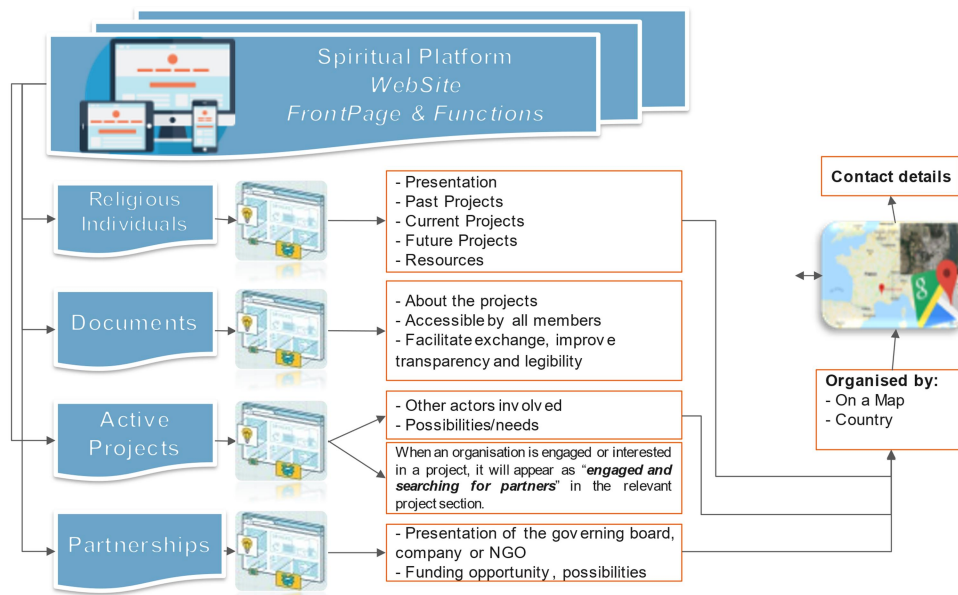 Spiritual Platform
WebSite
FrontPage & Functions
Religious
Individuals
- Presentation
- Past Projects
- Current Projects
- Future Projects
- Resources
Contact details
Documents
- About the projects
- Accessible by all members
- Facilitate exchange, improve
transparency and legibility
Active
Projects
- Other actors involved
- Possibilities/needs
When an organisation is engaged or interested
in a project, it will appear as “engaged and
searching for partners” in the relevant
project section.
Organised by:
- On a Map
- Country
Partnerships
- Presentation of the governing board,
company or NGO
- Funding opportunity, possibilities